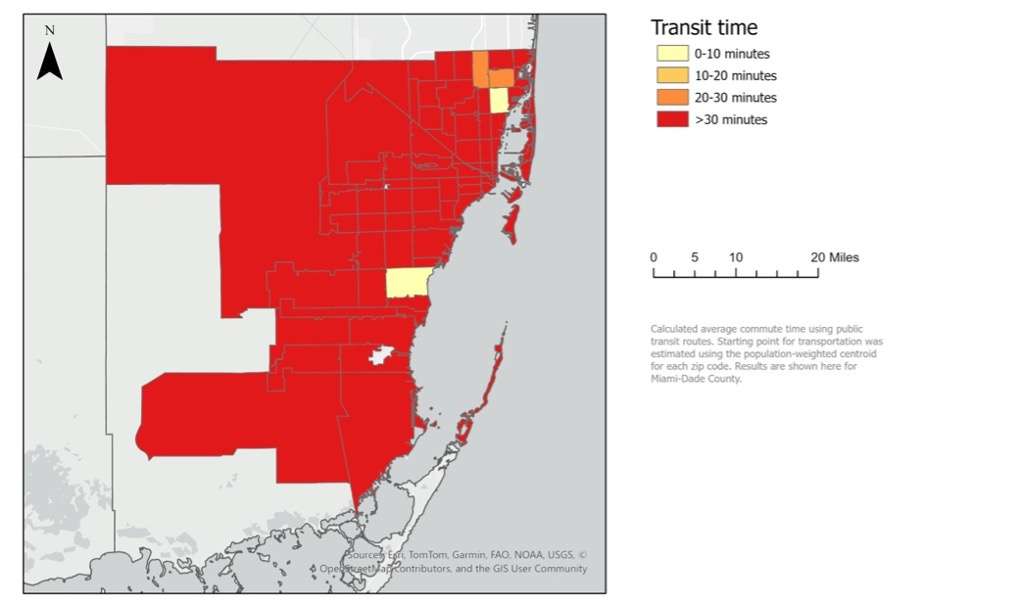 N
Transit time
0-10 minutes
10-20 minutes
20-30 minutes
>30 minutes
0 5 10 20 Miles
Calculated average commute time using public
transit routes. Starting point for transportation was
estimated using the population-weighted centroid
for each zip code. Results are shown here for
Miami-Dade County.
Sources: Esri, TomTom, Garmin, FAO, NOAA, USGS, ©
OpenStreetMap contributors, and the GIS User Community